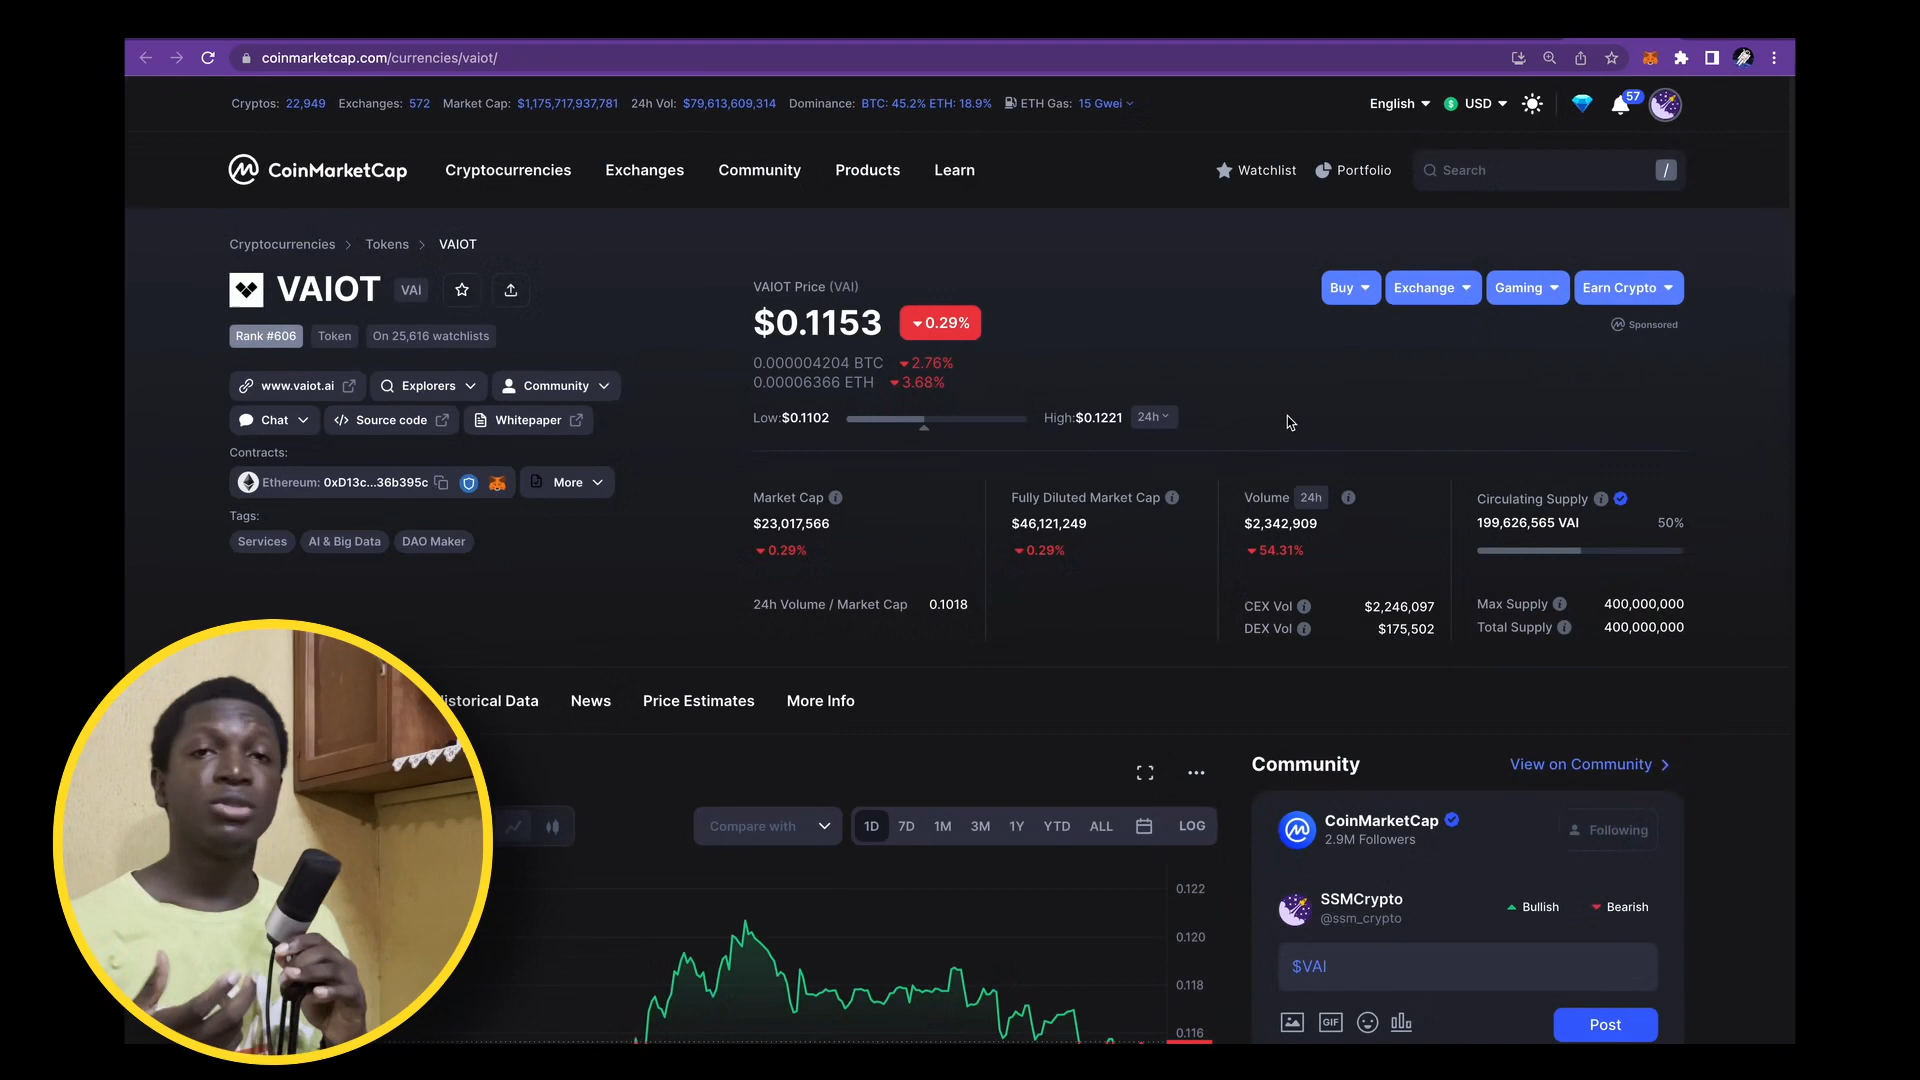 coinmarketcap.com/currencies/vaiot/
Cryptos: 22,949 Exchanges: 572 Market Cap: $1,175,717,937,781 24h Vol: $79,613,609,314 Dominance: BTC: 45.2% ETH: 18.9% ETH Gas: 15 Gwei
English USD 57
CoinMarketCap Cryptocurrencies Exchanges Community Products Learn Watchlist Portfolio Search /
Cryptocurrencies > Tokens > VAIOT
VAIOT VAI
Rank #606 Token On 25,616 watchlists
www.vaiot.ai Explorers Community
Chat Source code Whitepaper
Contracts:
Ethereum: 0xD13c...36b395c More
Tags:
Services AI & Big Data DAO Maker
VAIOT Price (VAI)
$0.1153 0.29%
0.000004204 BTC 2.76%
0.00006366 ETH 3.68%
Low:$0.1102 High:$0.1221 24h
Buy Exchange Gaming Earn Crypto
Sponsored
Market Cap
$23,017,566
0.29%
24h Volume / Market Cap 0.1018
Fully Diluted Market Cap
$46,121,249
0.29%
Volume 24h
$2,342,909
54.31%
CEX Vol $2,246,097
DEX Vol $175,502
Circulating Supply
199,626,565 VAI 50%
Max Supply 400,000,000
Total Supply 400,000,000
istorical Data News Price Estimates More Info
Compare with 1D 7D 1M 3M 1Y YTD ALL LOG
0.122
0.120
0.118
0.116
Community View on Community >
CoinMarketCap
2.9M Followers
Following
SSMCrypto
@ssm_crypto
Bullish Bearish
$VAI
GIF
Post